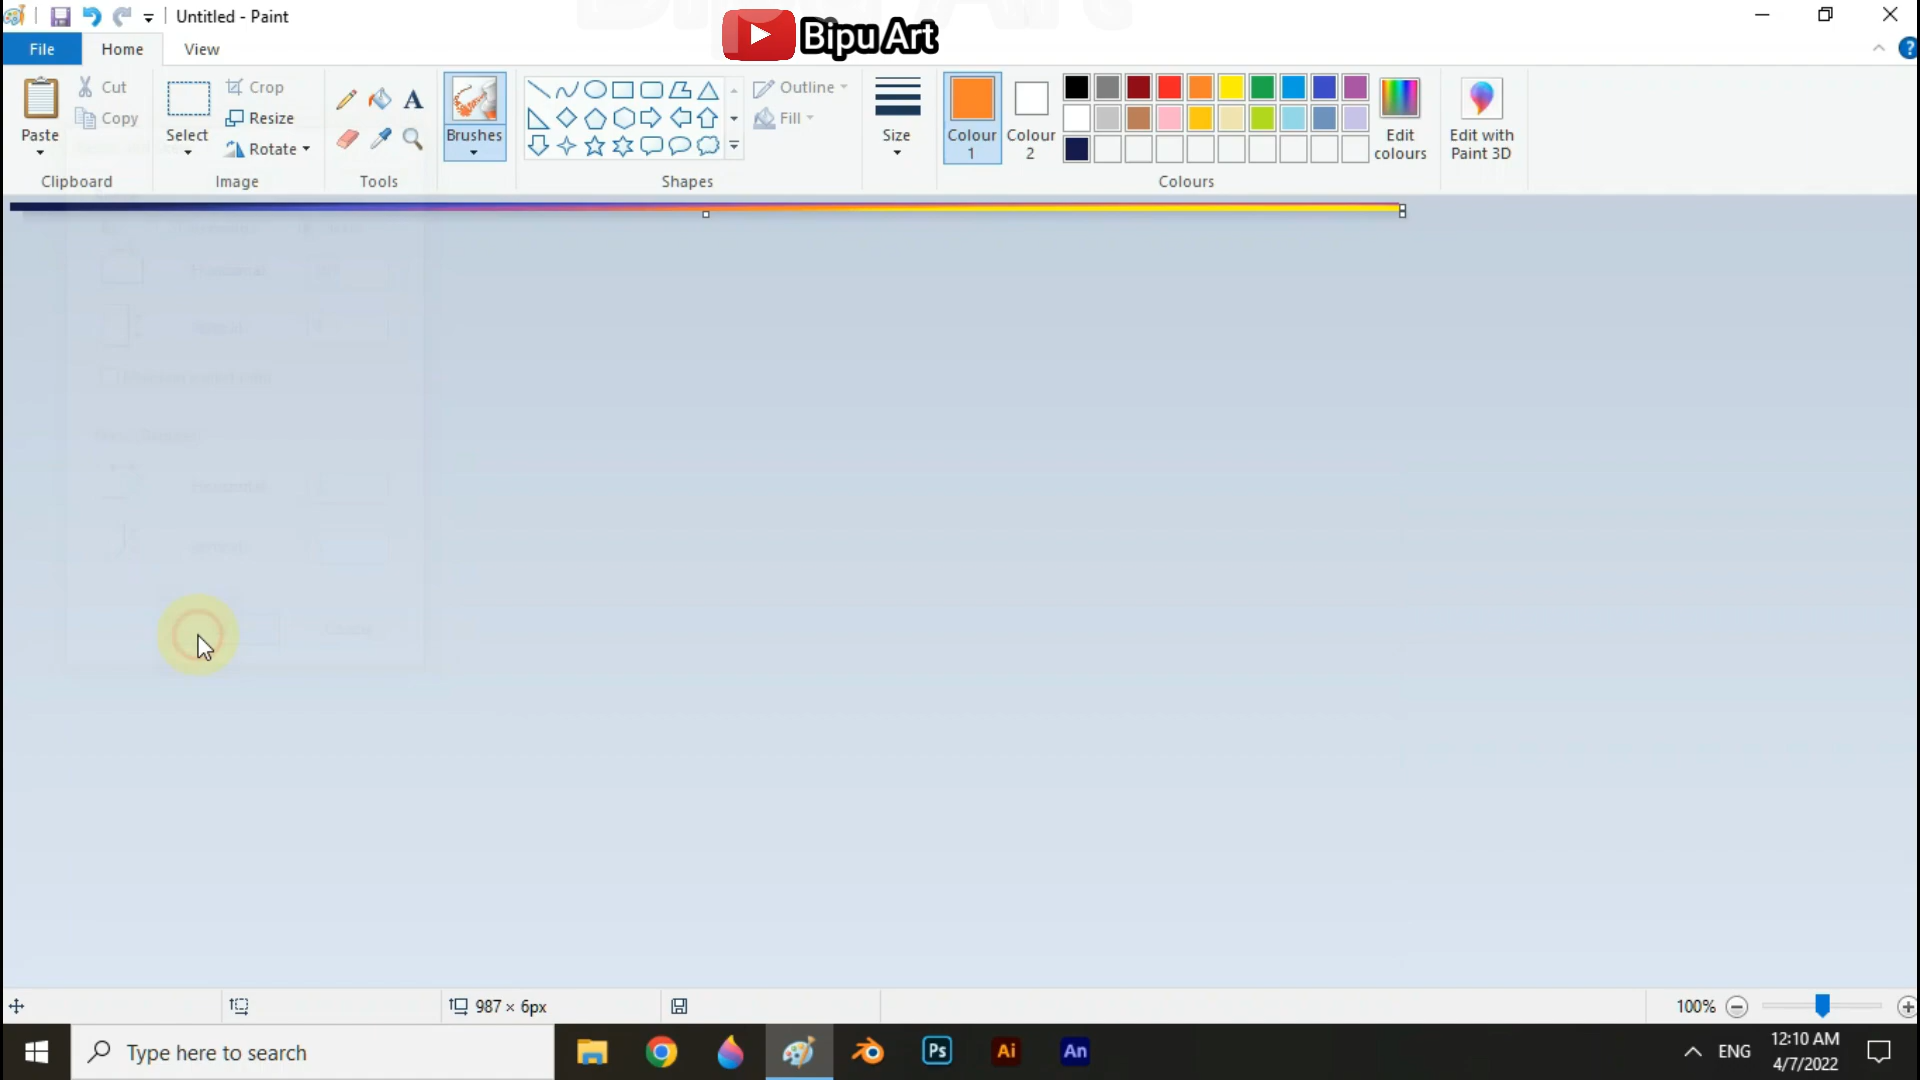 Untitled - Paint
Bipu Art
File
Home
View
?
Paste
Cut
Copy
Clipboard
Select
Crop
Resize
Rotate
Image
A
Tools
Brushes
Outline
Fill
Shapes
Size
Colour
1
Colour
2
Edit
colours
Colours
Edit with
Paint 3D
987 × 6px
100%
Type here to search
Ps
Ai
An
ENG
12:10 AM
4/7/2022